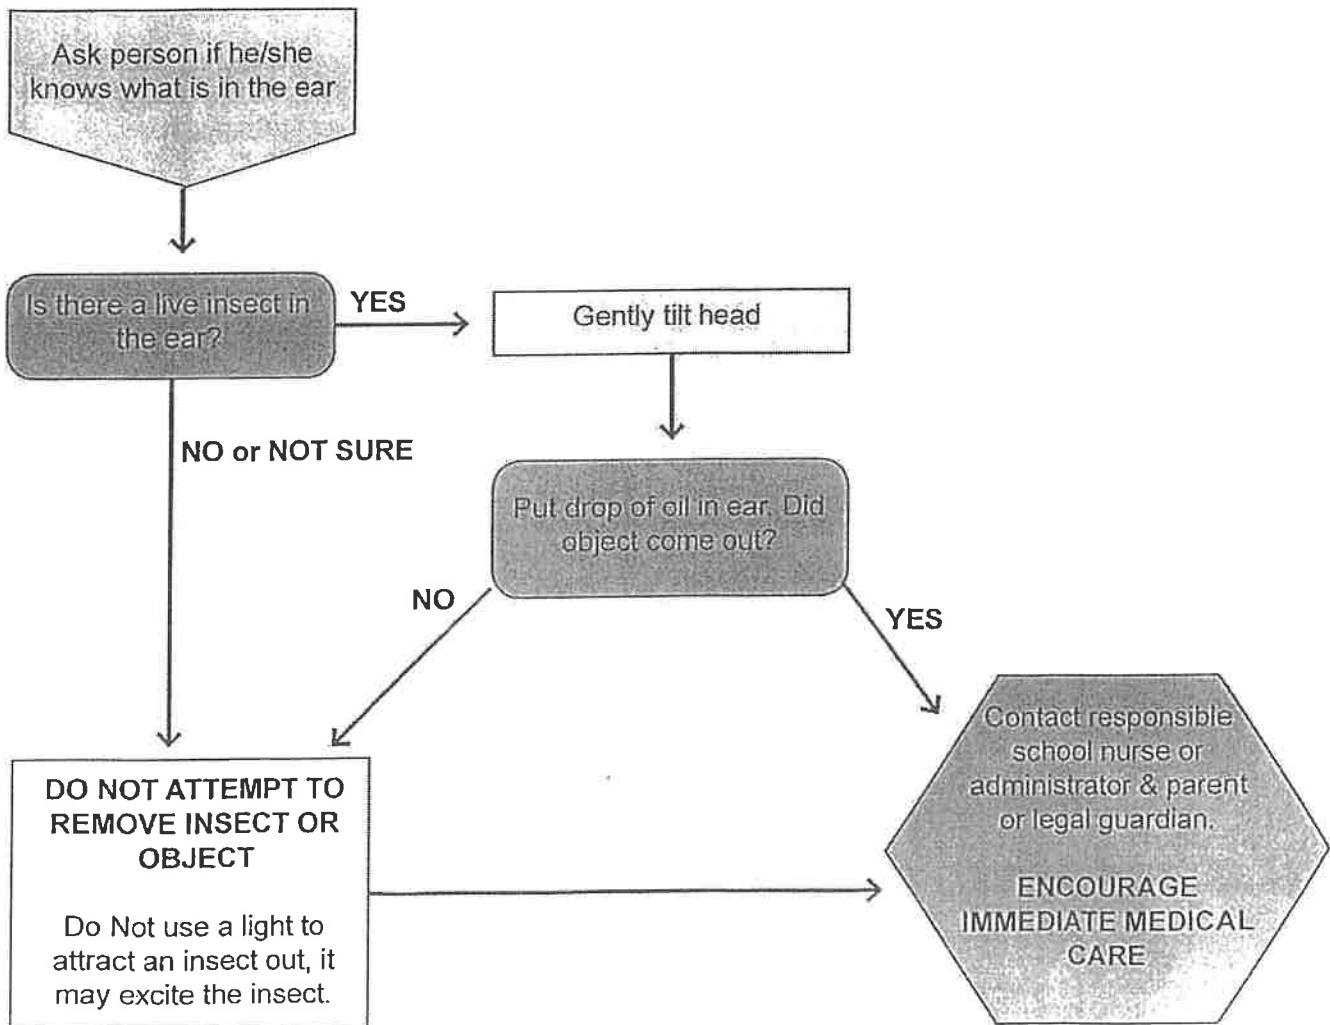 Ask person if he/she
knows what is in the ear
Is there a live insect in
the ear?
YES
Gently tilt head
NO or NOT SURE
Put drop of oil in ear. Did
object come out?
NO
YES
DO NOT ATTEMPT TO
REMOVE INSECT OR
OBJECT
Do Not use a light to
attract an insect out, it
may excite the insect.
Contact responsible
school nurse or
administrator & parent
or legal guardian.
ENCOURAGE
IMMEDIATE MEDICAL
CARE